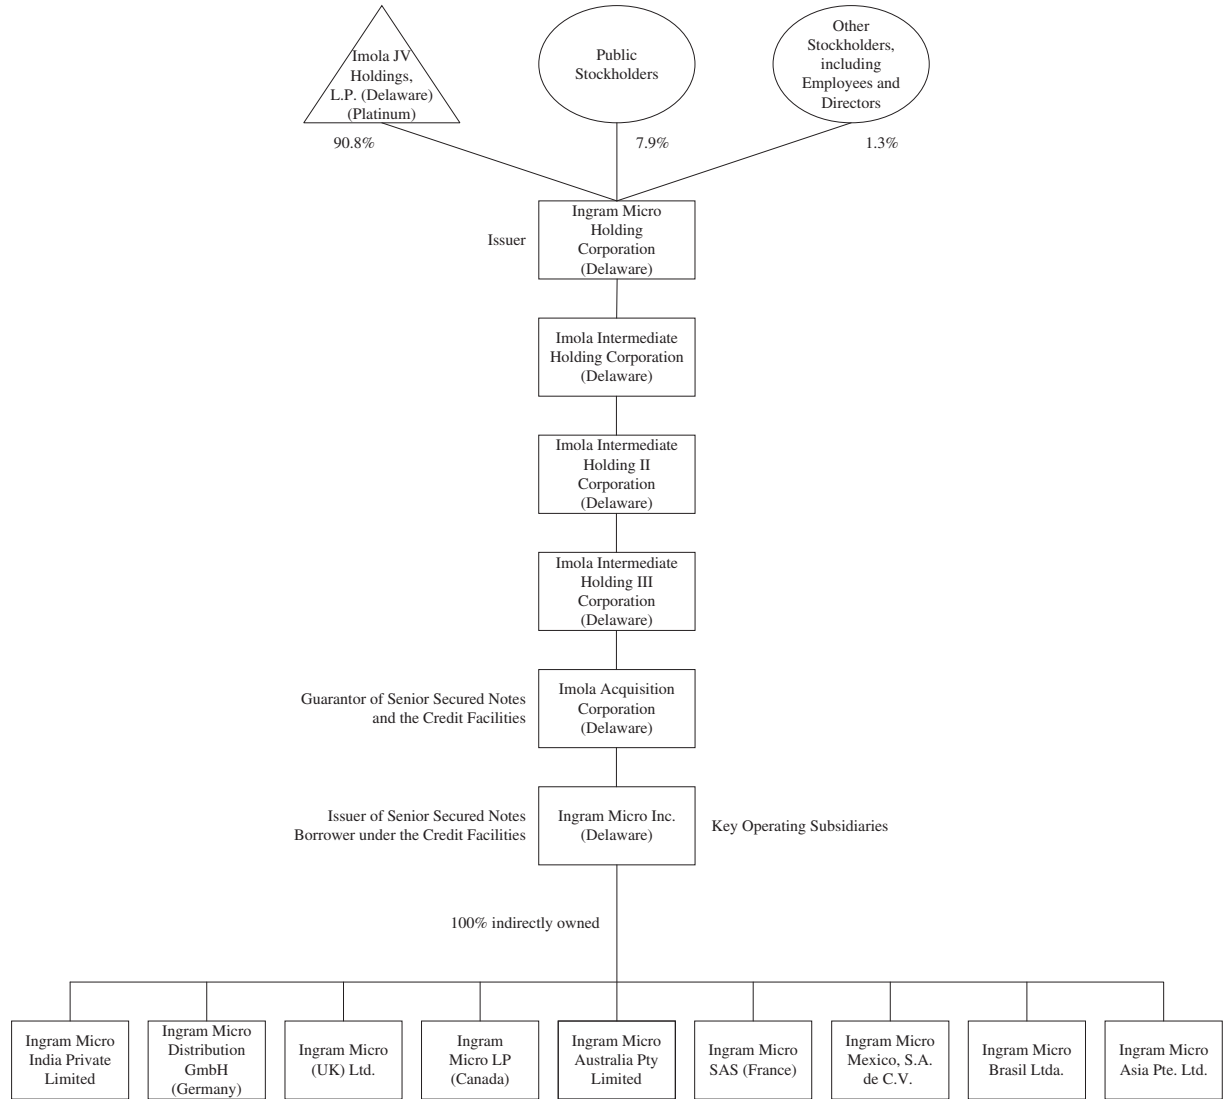 Imola JV
Holdings,
L.P. (Delaware)
(Platinum)
Public
Stockholders
Other
Stockholders,
including
Employees and
Directors
90.8%
7.9%
1.3%
Issuer
Ingram Micro
Holding
Corporation
(Delaware)
Imola Intermediate
Holding Corporation
(Delaware)
Imola Intermediate
Holding II
Corporation
(Delaware)
Imola Intermediate
Holding III
Corporation
(Delaware)
Guarantor of Senior Secured Notes
and the Credit Facilities
Imola Acquisition
Corporation
(Delaware)
Issuer of Senior Secured Notes
Borrower under the Credit Facilities
Ingram Micro Inc.
(Delaware)
Key Operating Subsidiaries
100% indirectly owned
Ingram Micro
India Private
Limited
Ingram Micro
Distribution
GmbH
(Germany)
Ingram Micro
(UK) Ltd.
Ingram
Micro LP
(Canada)
Ingram Micro
Australia Pty
Limited
Ingram Micro
SAS (France)
Ingram Micro
Mexico, S.A.
de C.V.
Ingram Micro
Brasil Ltda.
Ingram Micro
Asia Pte. Ltd.